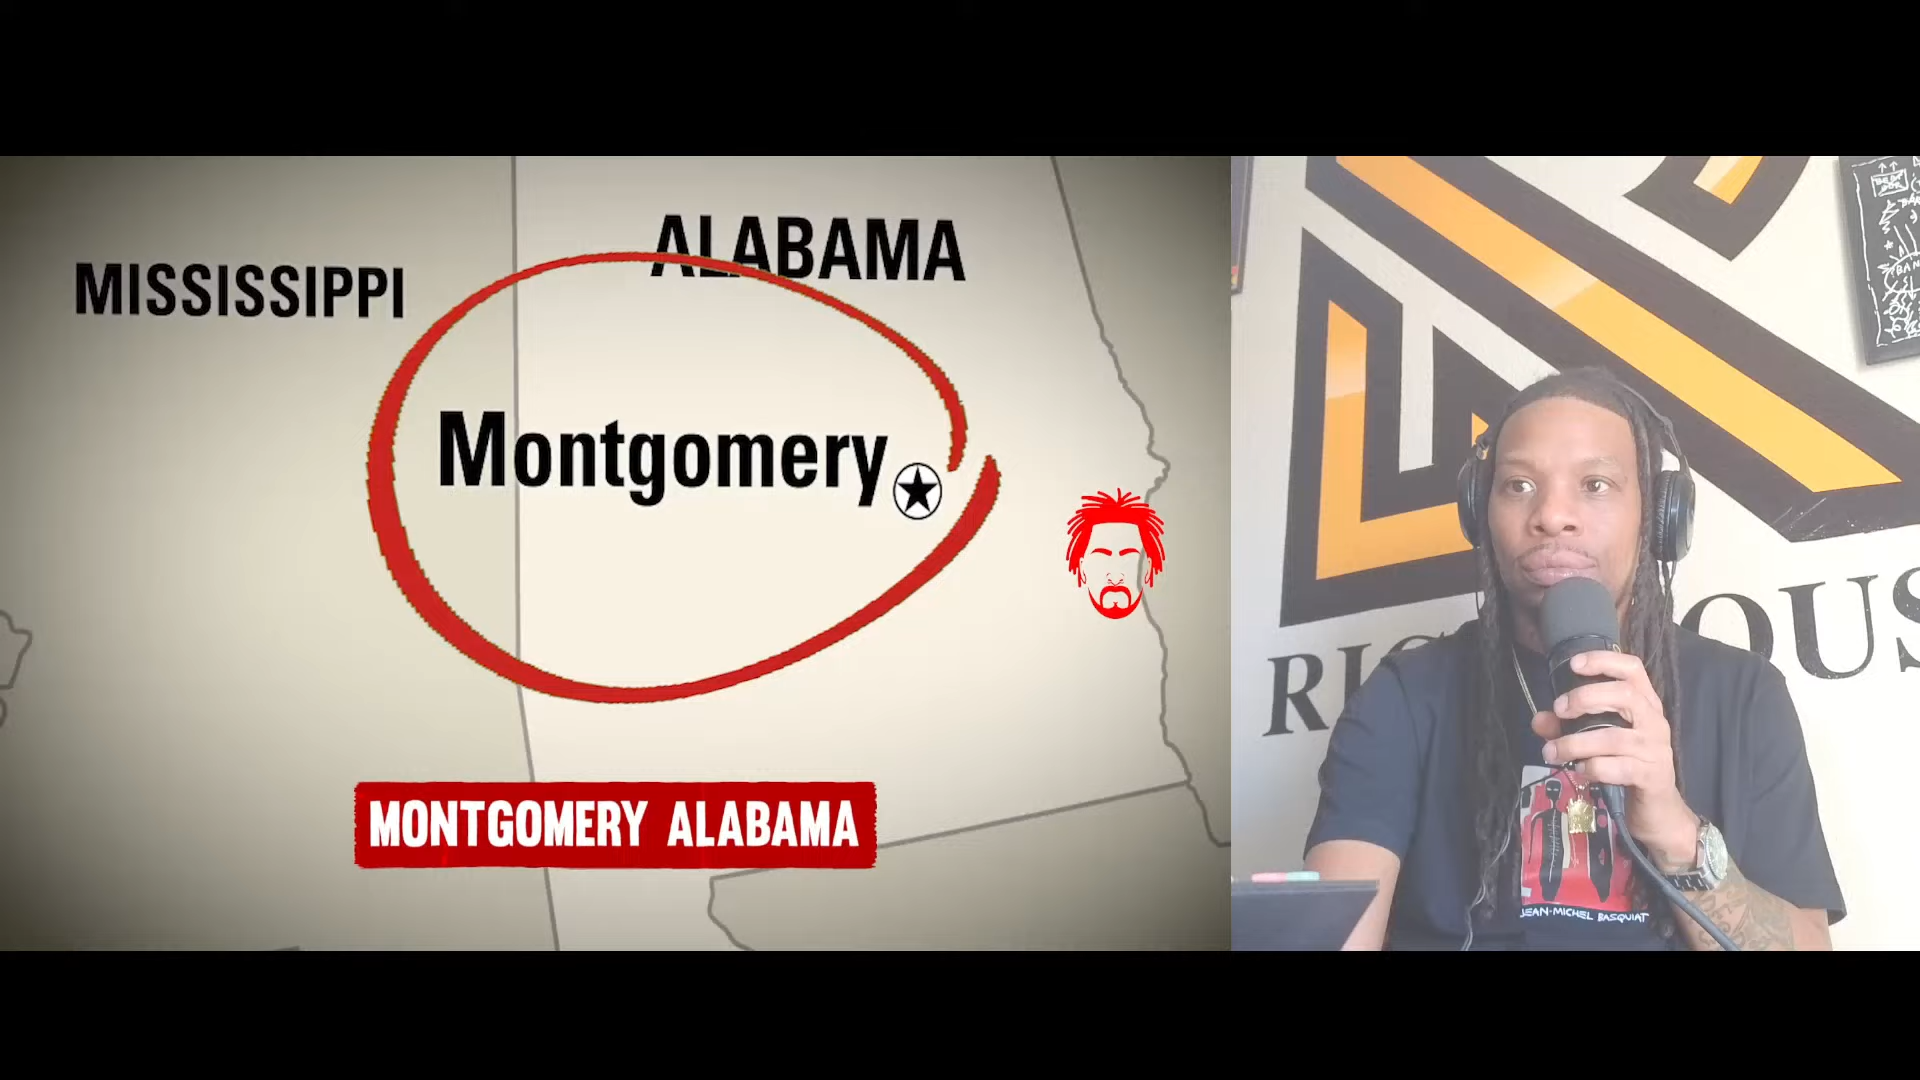 ALABAMA
MISSISSIPPI
Montgomery
MONTGOMERY ALABAMA
JEAN-MICHEL BASQUIAT